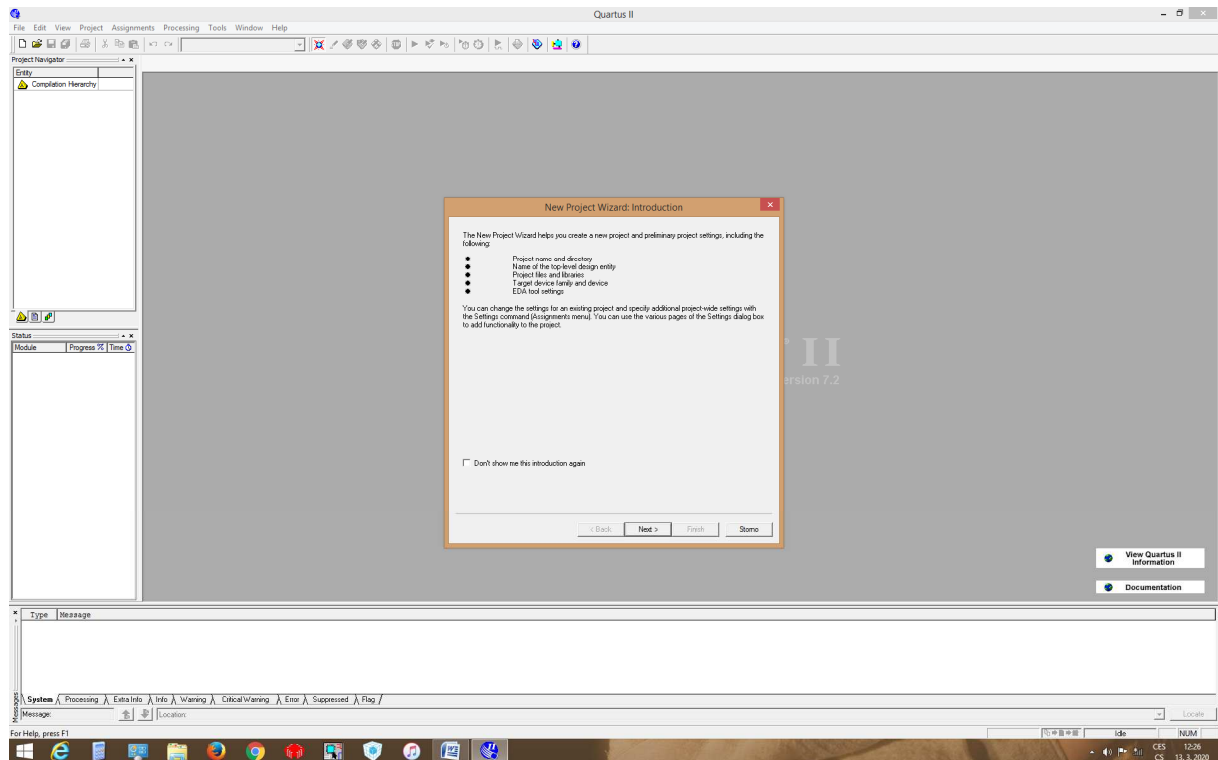 Quartus II
File Edit View Project Assignments Processing Tools Window Help
Project Navigator
Entity
Compilation Hierarchy
New Project Wizard: Introduction
The New Project Wizard helps you create a new project and preliminary project settings, including the
following:
Project name and directory
Name of the top-level design entity
Project files and libraries
Target device family and device
EDA tool settings
You can change the settings for an existing project and specify additional project-wide settings with
the Settings command (Assignments menu). You can use the various pages of the Settings dialog box
to add functionality to the project.
Status
Module Progress % Time
II
ersion 7.2
Don't show me this introduction again
< Back Next > Finish Storno
View Quartus II
Information
Documentation
Type Message
System Processing Extra Info Info Warning Critical Warning Error Suppressed Flag
Messages
Message: Location: Locate
For Help, press F1 Idle NUM
CES 12:26
CS 13. 3. 2020